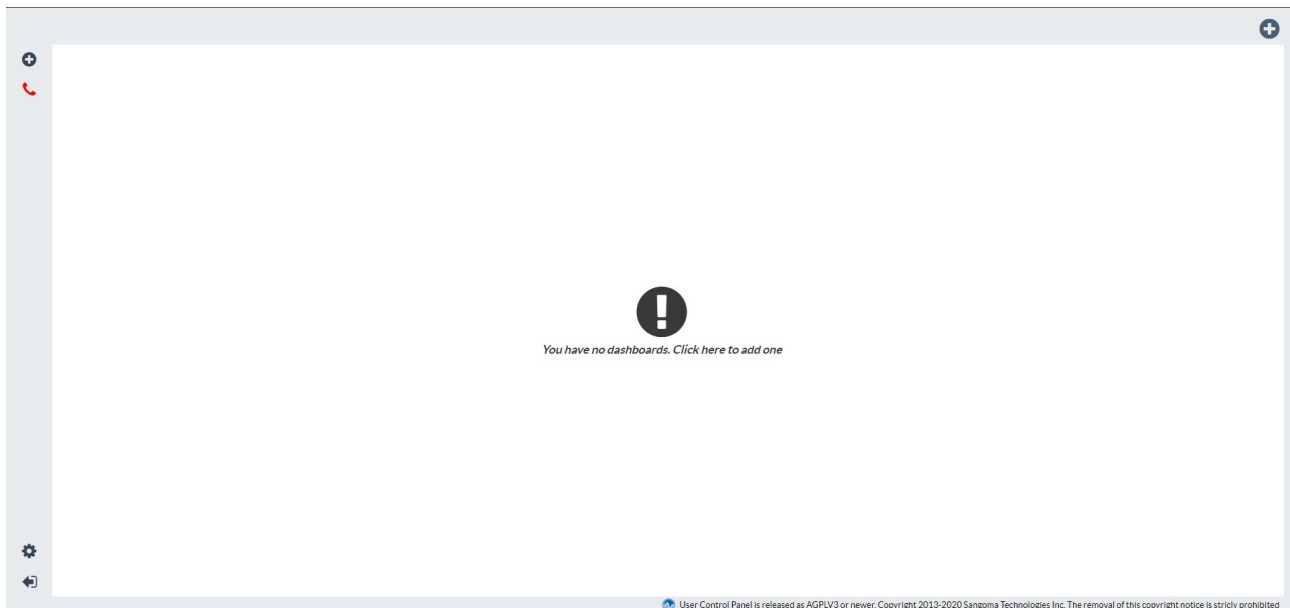 You have no dashboards. Click here to add one
User Control Panel is released as AGPLV3 or newer. Copyright 2013-2020 Sangoma Technologies Inc. The removal of this copyright notice is stricly prohibited